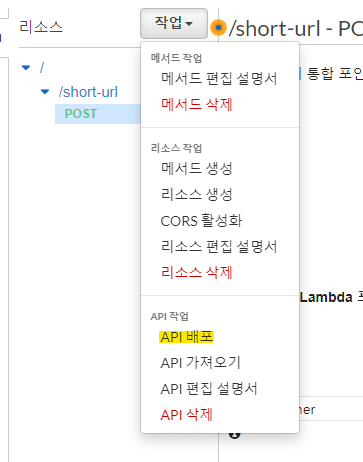 리소스
작업
/short-url - PO
/
/short-url
POST
메서드 작업
메서드 편집 설명서
메서드 삭제
통합 포인
리소스 작업
메서드 생성
리소스 생성
CORS 활성화
리소스 편집 설명서
리소스 삭제
Lambda
API 작업
API 배포
API 가져오기
API 편집 설명서
API 삭제
ner